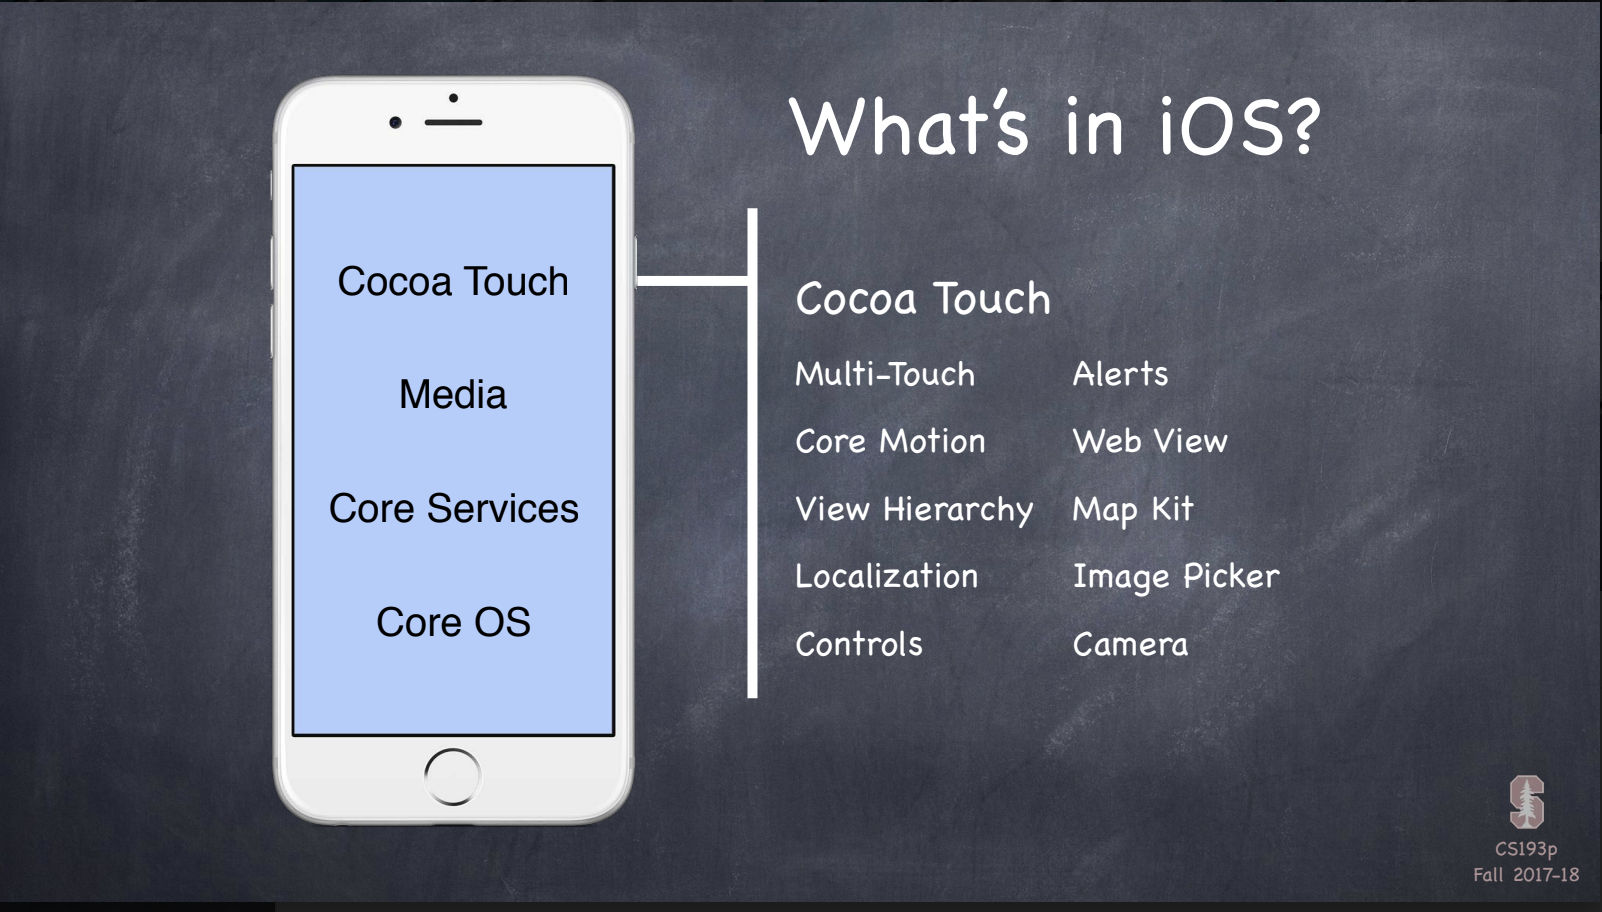 What's in iOS?
Cocoa Touch
Media
Core Services
Core OS
Cocoa Touch
Multi-Touch
Core Motion
View Hierarchy
Localization
Controls
Alerts
Web View
Map Kit
Image Picker
Camera
CS193p
Fall 2017-18